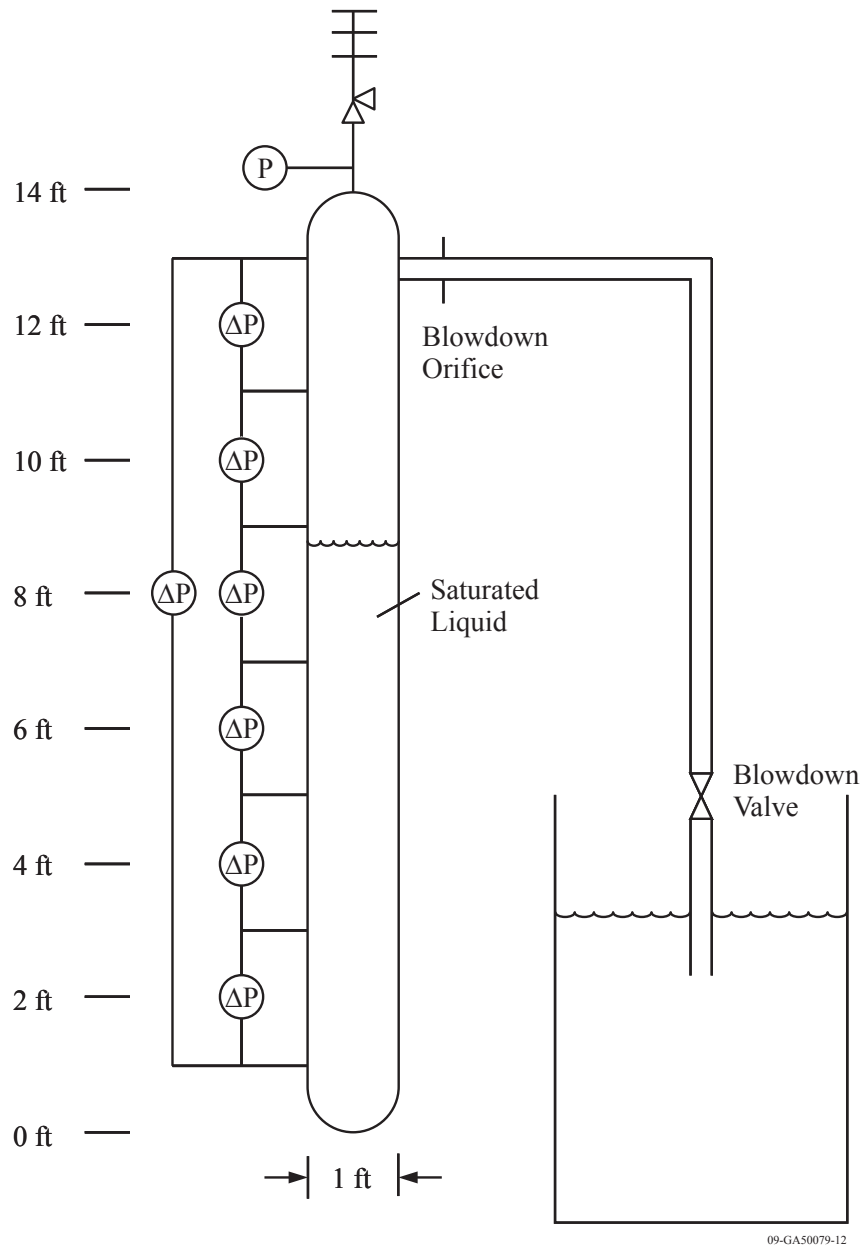 P
14 ft
ΔP
12 ft
Blowdown
Orifice
ΔP
10 ft
8 ft
ΔP
ΔP
Saturated
Liquid
ΔP
6 ft
Blowdown
Valve
ΔP
4 ft
ΔP
2 ft
0 ft
1 ft
09-GA50079-12